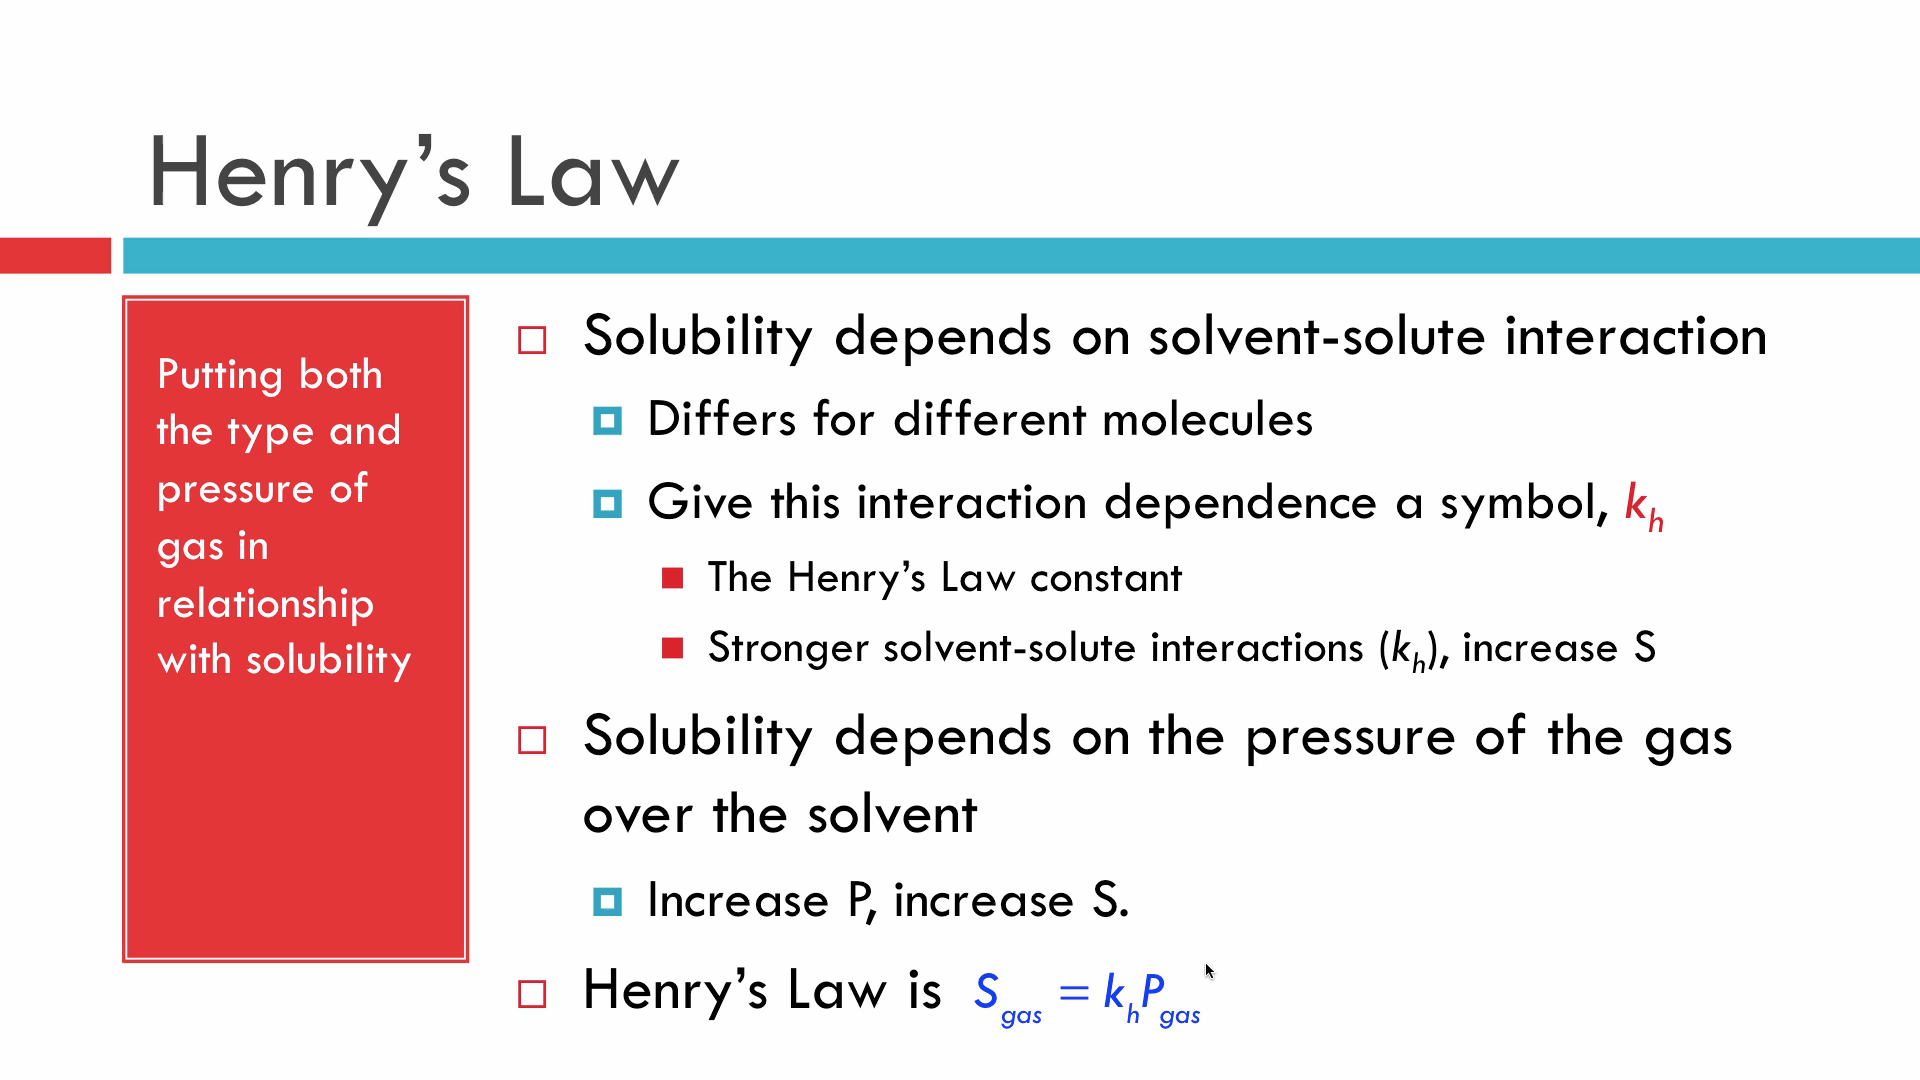 Henry’s Law
Putting both
the type and
pressure of
gas in
relationship
with solubility
Solubility depends on solvent-solute interaction
Differs for different molecules
Give this interaction dependence a symbol, kh
The Henry’s Law constant
Stronger solvent-solute interactions (kh), increase S
Solubility depends on the pressure of the gas
over the solvent
Increase P, increase S.
Henry’s Law is Sgas = khPgas